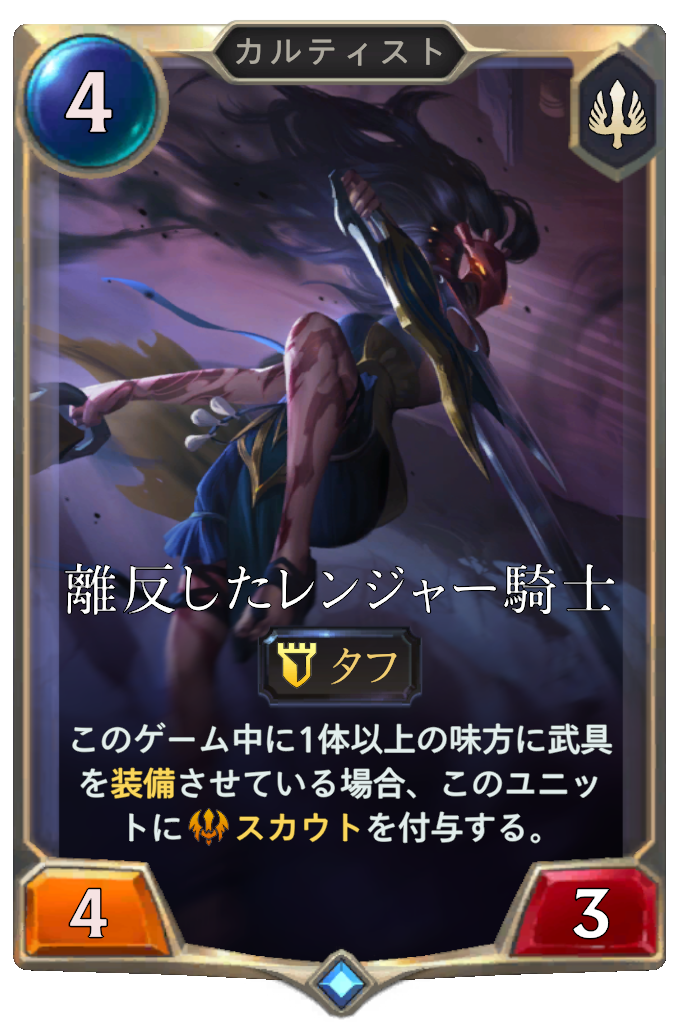 カルティスト
4
離反したレンジャー騎士
タフ
このゲーム中に1体以上の味方に武具
を装備させている場合、このユニッ
トにスカウトを付与する。
4
3